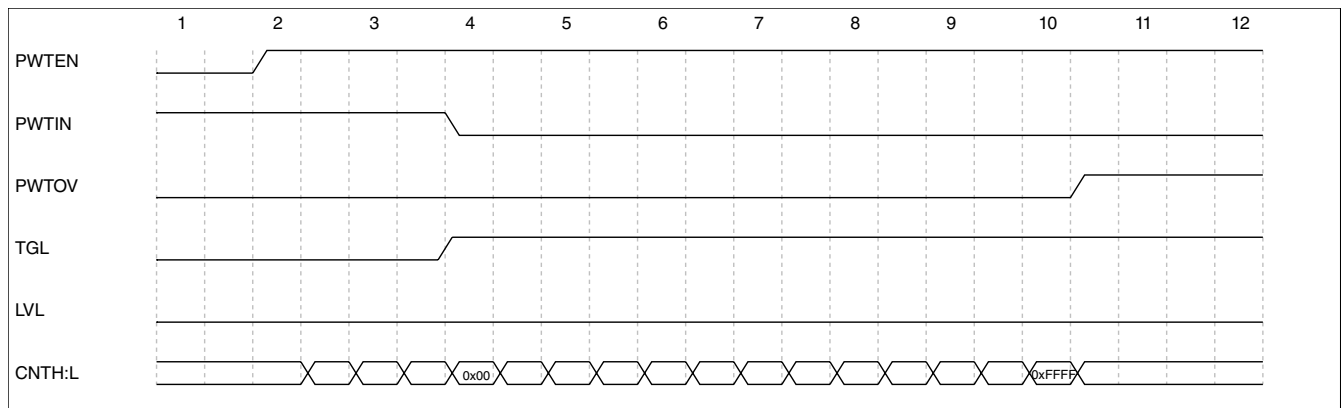 1 2 3 4 5 6 7 8 9 10 11 12
PWTEN
PWTIN
PWTOV
TGL
LVL
CNTH:L 0x00 0xFFFF